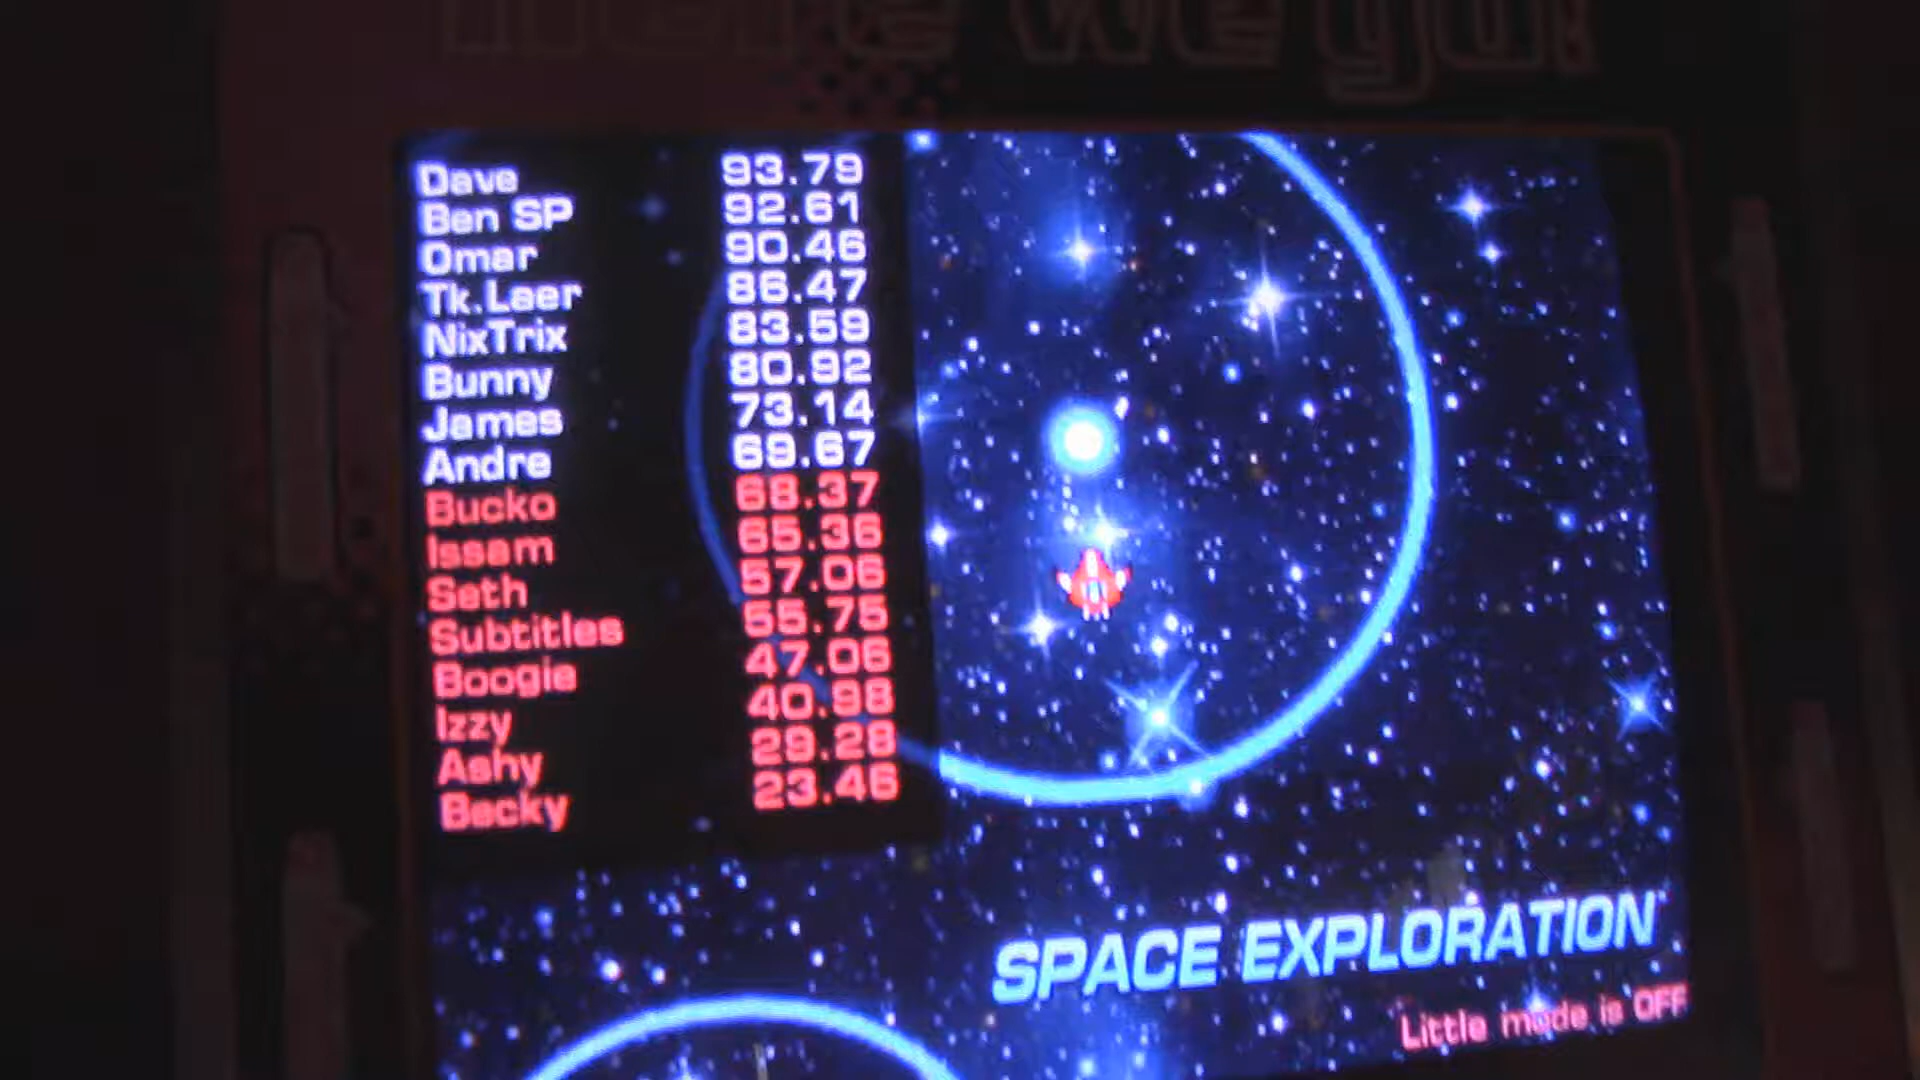 Dave 93.79
Ben SP 92.61
Omar 90.46
Tk.Laer 86.47
NixTrix 83.59
Bunny 80.92
James 73.14
Andre 69.67
Bucko 68.37
Issam 65.36
Seth 57.06
Subtitles 55.75
Boogie 47.06
Izzy 40.98
Ashy 29.28
Becky 23.46
SPACE EXPLORATION
Little mode is OFF